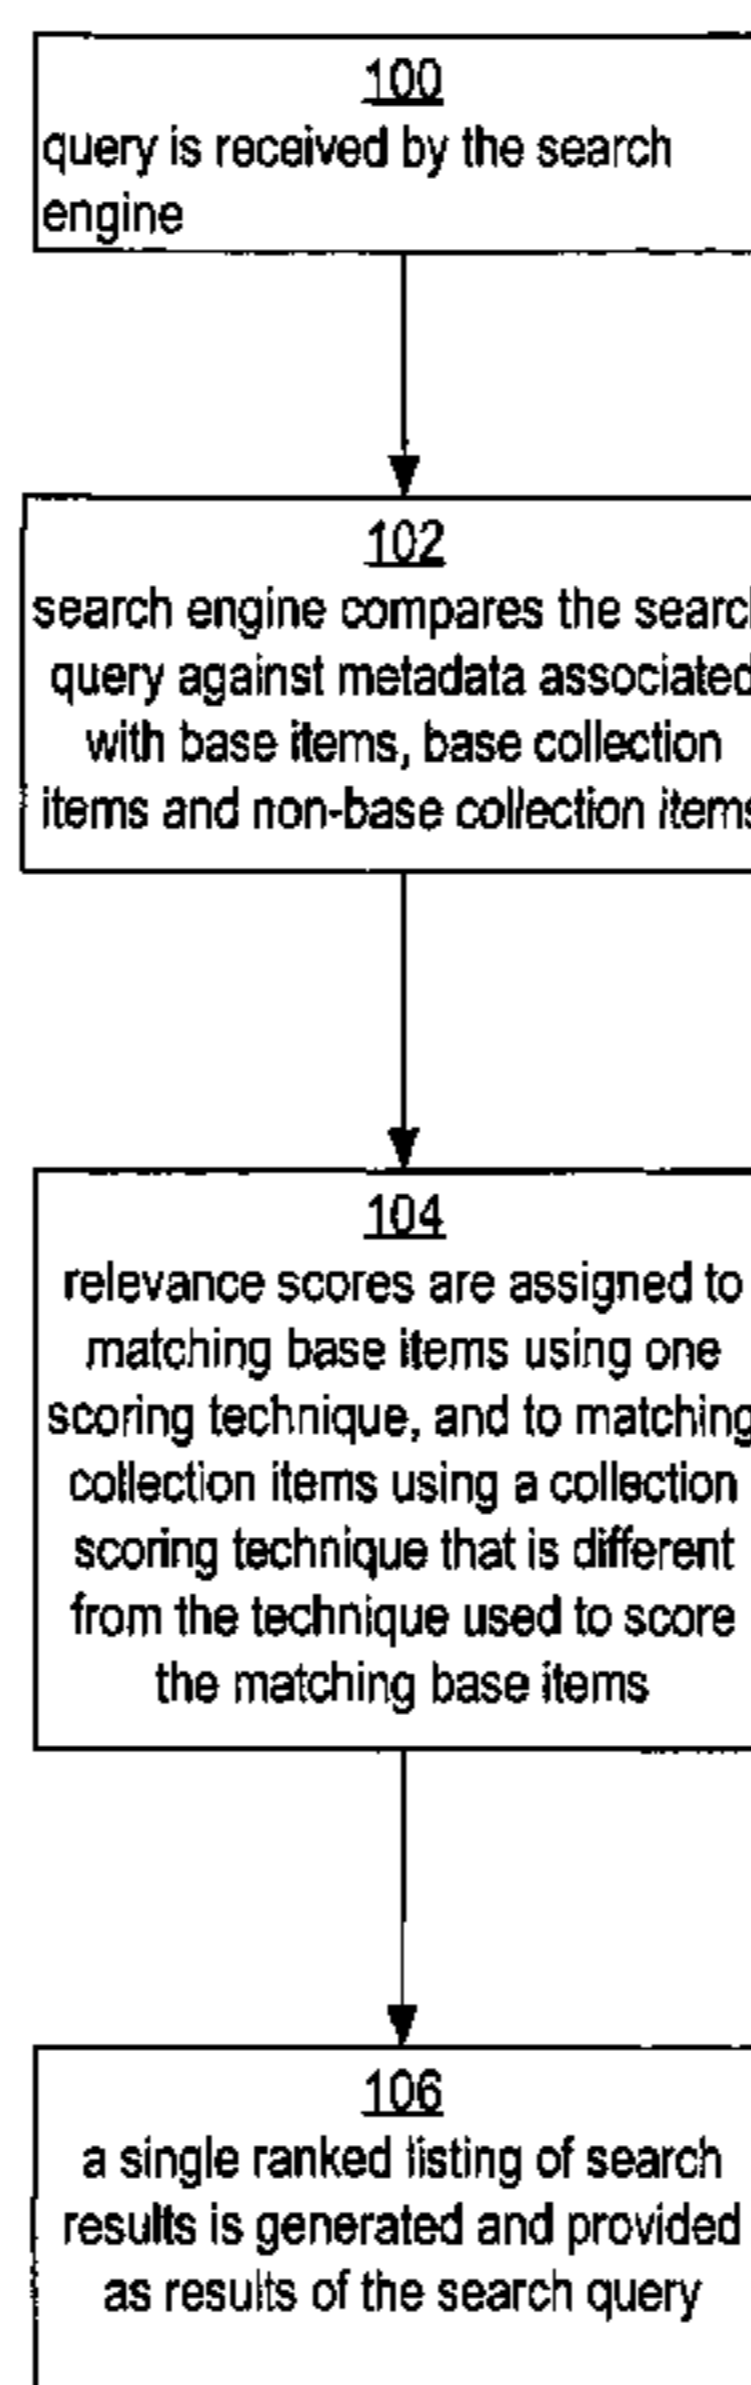 100
query is received by the search
engine
102
search engine compares the search
query against metadata associated
with base items, base collection
items and non-base collection items
104
relevance scores are assigned to
matching base items using one
scoring technique, and to matching
collection items using a collection
scoring technique that is different
from the technique used to score
the matching base items
106
a single ranked listing of search
results is generated and provided
as results of the search query